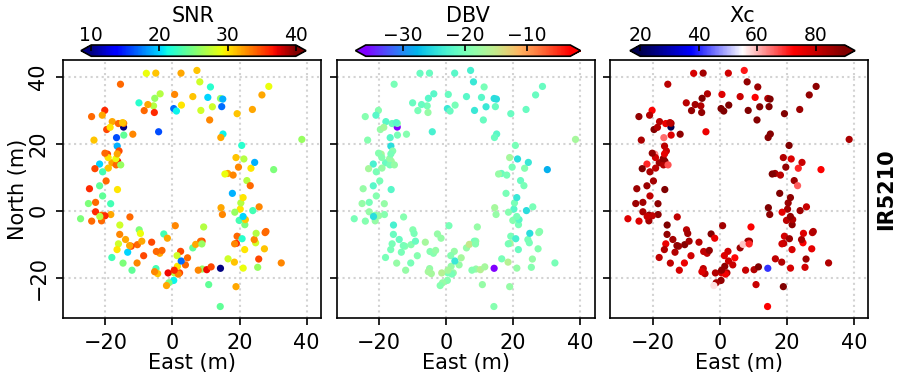 SNR DBV Xc
10 20 30 40 −30 −20 −10 20 40 60 80
40
20
0
−20
North (m)
IR5210
−20 0 20 40 −20 0 20 40 −20 0 20 40
East (m) East (m) East (m)